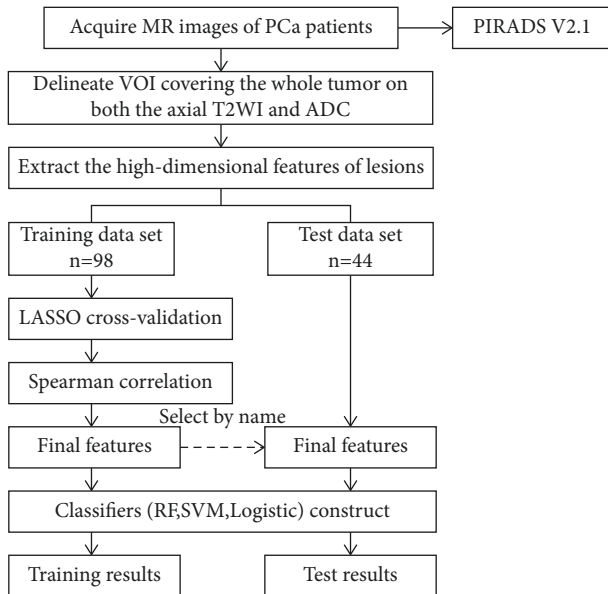 Acquire MR images of PCa patients
PIRADS V2.1
Delineate VOI covering the whole tumor on
both the axial T2WI and ADC
Extract the high-dimensional features of lesions
Training data set
n=98
Test data set
n=44
LASSO cross-validation
Spearman correlation
Select by name
Final features
Final features
Classifiers (RF,SVM,Logistic) construct
Training results
Test results